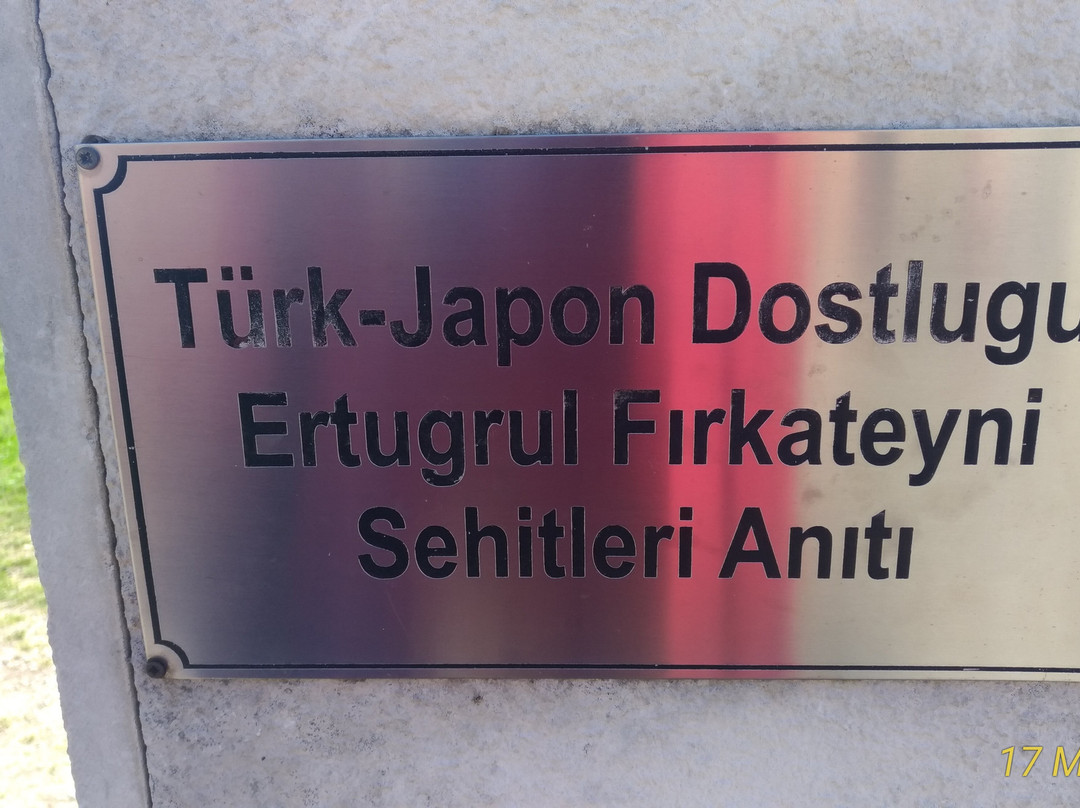 Türk-Japon Dostlugu
Ertugrul Fırkateyni
Sehitleri Anıtı
17 M